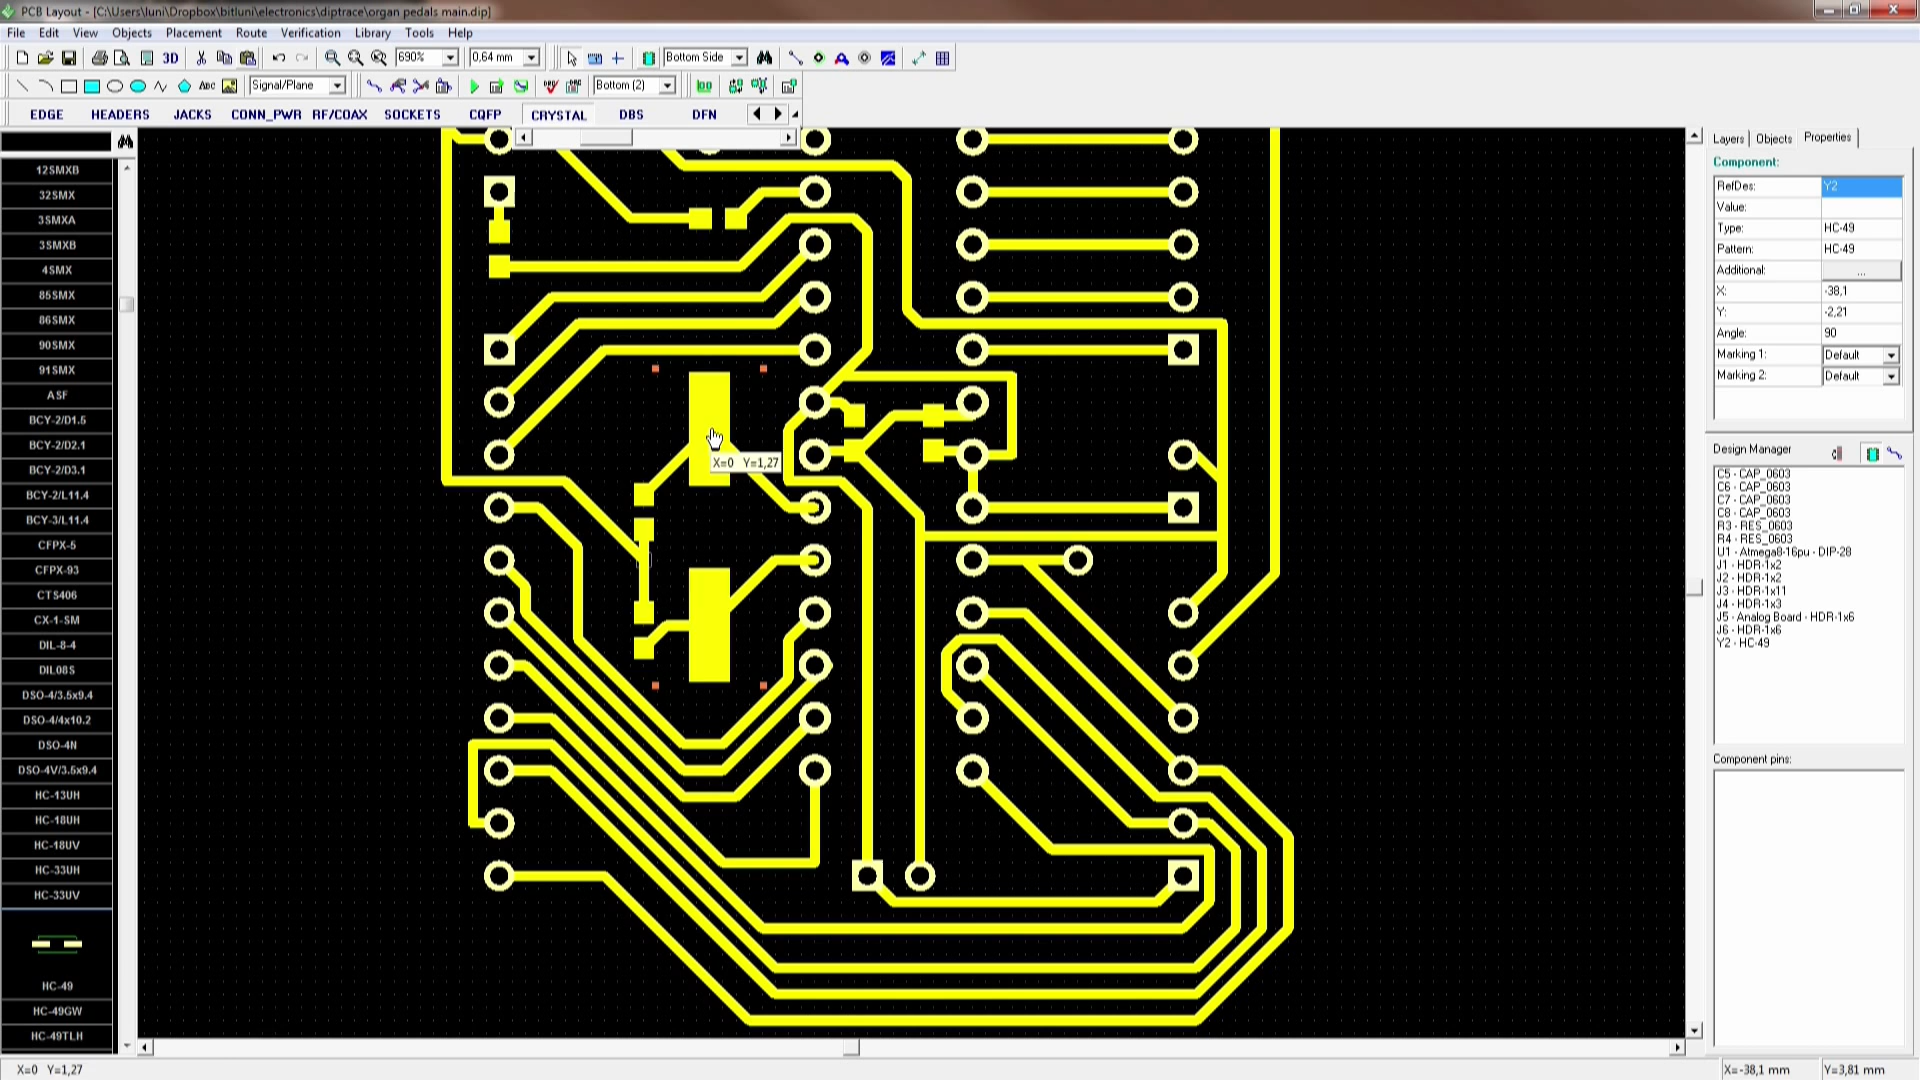 PCB Layout - [C:\Users\luni\Dropbox\bitluni\electronics\diptrace\organ pedals main.dip]
File Edit View Objects Placement Route Verification Library Tools Help
3D 690% 0,64 mm Bottom Side
Abc Signal/Plane Bottom (2)
EDGE HEADERS JACKS CONN_PWR RF/COAX SOCKETS CQFP CRYSTAL DBS DFN
12SMXB
32SMX
3SMXA
3SMXB
4SMX
85SMX
86SMX
90SMX
91SMX
ASF
BCY-2/D1.5
BCY-2/D2.1
BCY-2/D3.1
BCY-2/L11.4
BCY-3/L11.4
CFPX-5
CFPX-93
CTS406
CX-1-SM
DIL-8-4
DIL08S
DSO-4/3.5x9.4
DSO-4/4x10.2
DSO-4N
DSO-4V/3.5x9.4
HC-13UH
HC-18UH
HC-18UV
HC-33UH
HC-33UV
HC-49
HC-49GW
HC-49TLH
X=0 Y=1,27
Layers Objects Properties
Component:
RefDes: Y2
Value:
Type: HC-49
Pattern: HC-49
Additional: ...
X: -38,1
Y: -2,21
Angle: 90
Marking 1: Default
Marking 2: Default
Design Manager
C5 - CAP_0603
C6 - CAP_0603
C7 - CAP_0603
C8 - CAP_0603
R3 - RES_0603
R4 - RES_0603
U1 - Atmega8-16pu - DIP-28
J1 - HDR-1x2
J2 - HDR-1x2
J3 - HDR-1x11
J4 - HDR-1x3
J5 - Analog Board - HDR-1x6
J6 - HDR-1x6
Y2 - HC-49
Component pins:
X=0 Y=1,27
X=-38,1 mm Y=3,81 mm